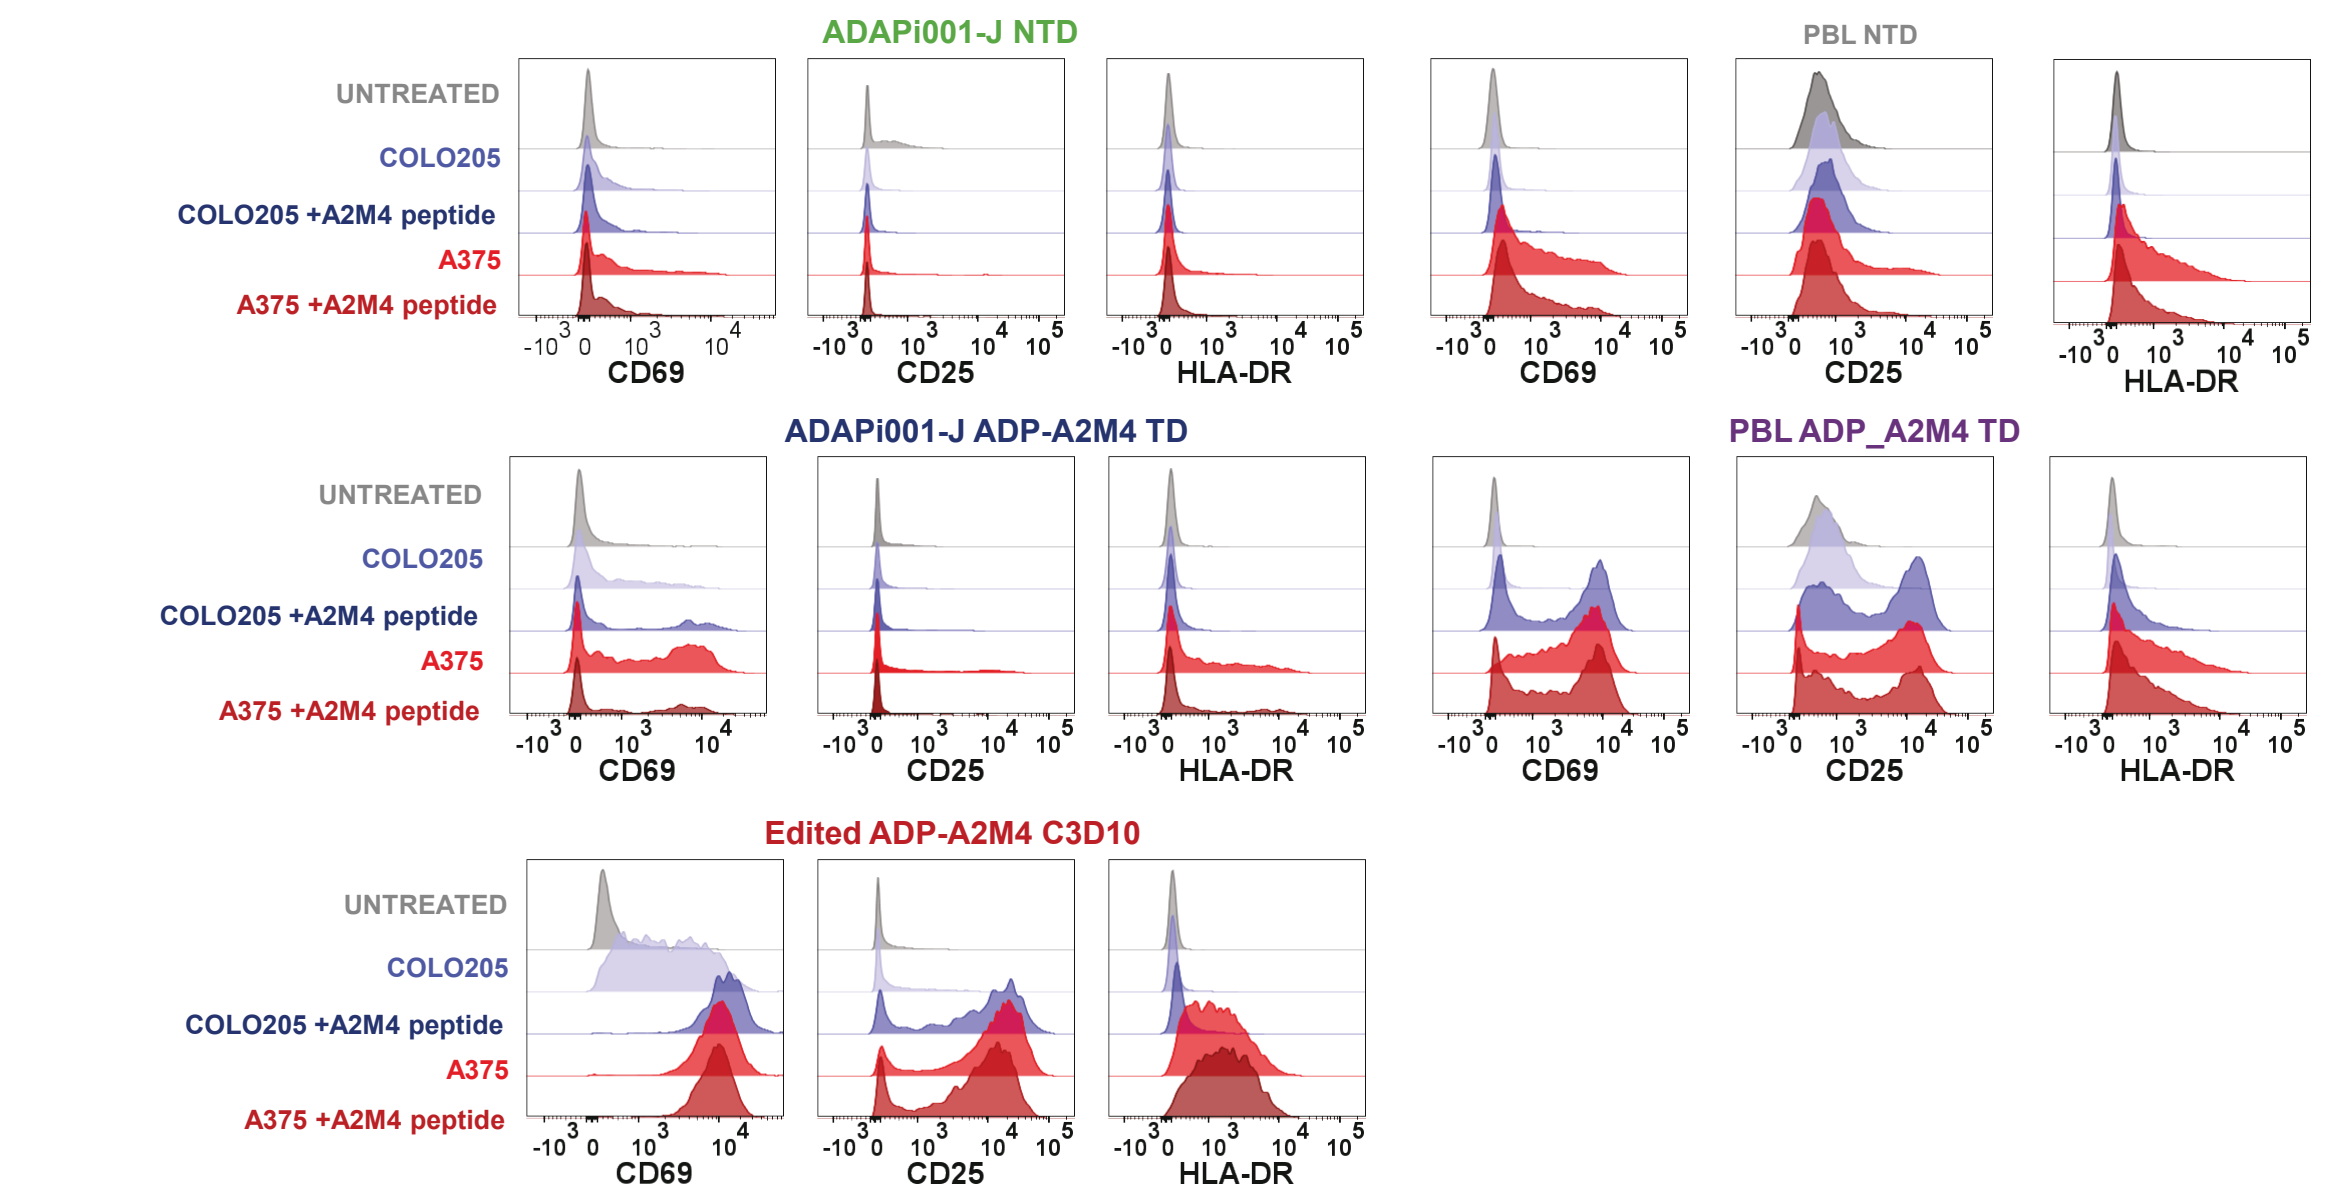 ADAPi001-J NTD
PBL NTD
UNTREATED
COLO205
COLO205 +A2M4 peptide
A375
A375 +A2M4 peptide
-10³ 0 10³ 10⁴
-10³ 0 10³ 10⁴ 10⁵
-10³ 0 10³ 10⁴ 10⁵
-10³ 0 10³ 10⁴ 10⁵
-10³ 0 10³ 10⁴ 10⁵
-10³ 0 10³ 10⁴ 10⁵
CD69
CD25
HLA-DR
CD69
CD25
HLA-DR
ADAPi001-J ADP-A2M4 TD
PBL ADP_A2M4 TD
UNTREATED
COLO205
COLO205 +A2M4 peptide
A375
A375 +A2M4 peptide
-10³ 0 10³ 10⁴
-10³ 0 10³ 10⁴ 10⁵
-10³ 0 10³ 10⁴ 10⁵
-10³ 0 10³ 10⁴ 10⁵
-10³ 0 10³ 10⁴ 10⁵
-10³ 0 10³ 10⁴ 10⁵
CD69
CD25
HLA-DR
CD69
CD25
HLA-DR
Edited ADP-A2M4 C3D10
UNTREATED
COLO205
COLO205 +A2M4 peptide
A375
A375 +A2M4 peptide
-10³ 0 10³ 10⁴
-10³ 0 10³ 10⁴ 10⁵
-10³ 0 10³ 10⁴ 10⁵
CD69
CD25
HLA-DR